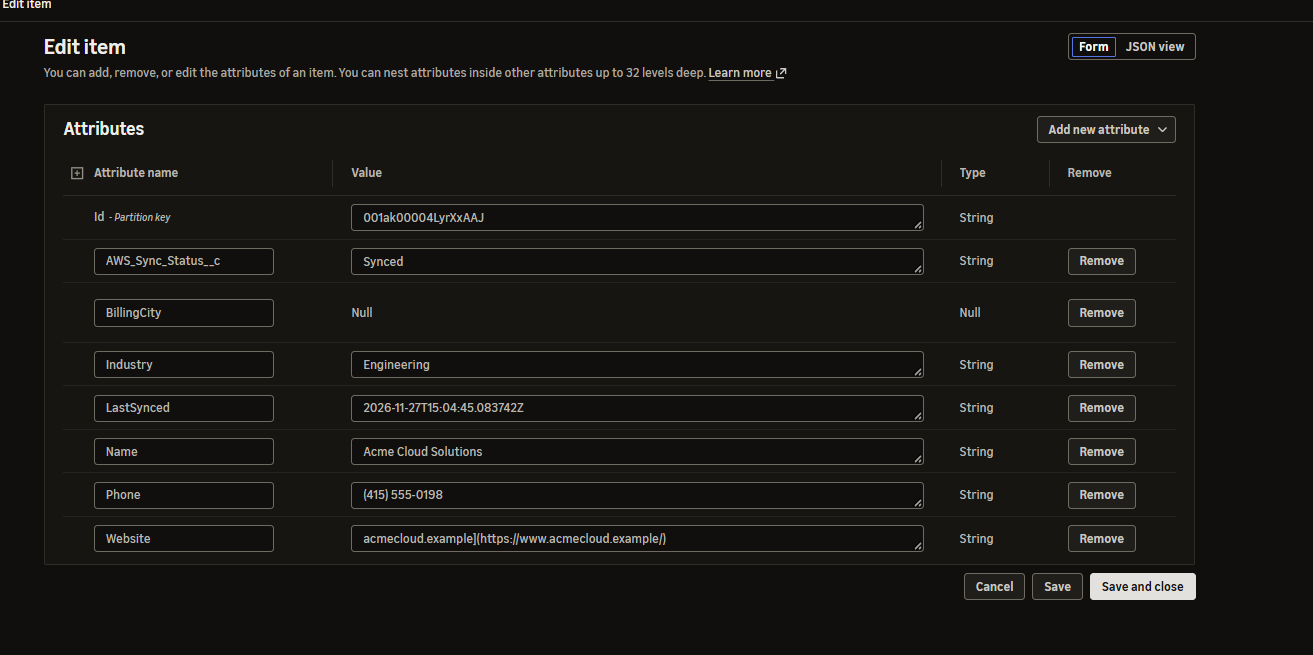 Edit item
Edit item
Form JSON view
You can add, remove, or edit the attributes of an item. You can nest attributes inside other attributes up to 32 levels deep. Learn more
Attributes
Add new attribute
Attribute name Value Type Remove
Id - Partition key 001ak00004LyrXxAAJ String
AWS_Sync_Status__c Synced String Remove
BillingCity Null Null Remove
Industry Engineering String Remove
LastSynced 2026-11-27T15:04:45.083742Z String Remove
Name Acme Cloud Solutions String Remove
Phone (415) 555-0198 String Remove
Website acmecloud.example](https://www.acmecloud.example/) String Remove
Cancel Save Save and close